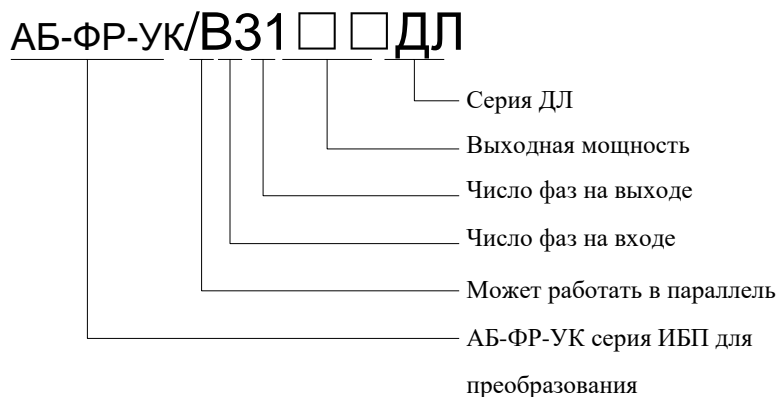 АБ-ФР-УК/В31□□ДЛ
Серия ДЛ
Выходная мощность
Число фаз на выходе
Число фаз на входе
Может работать в параллель
АБ-ФР-УК серия ИБП для
преобразования